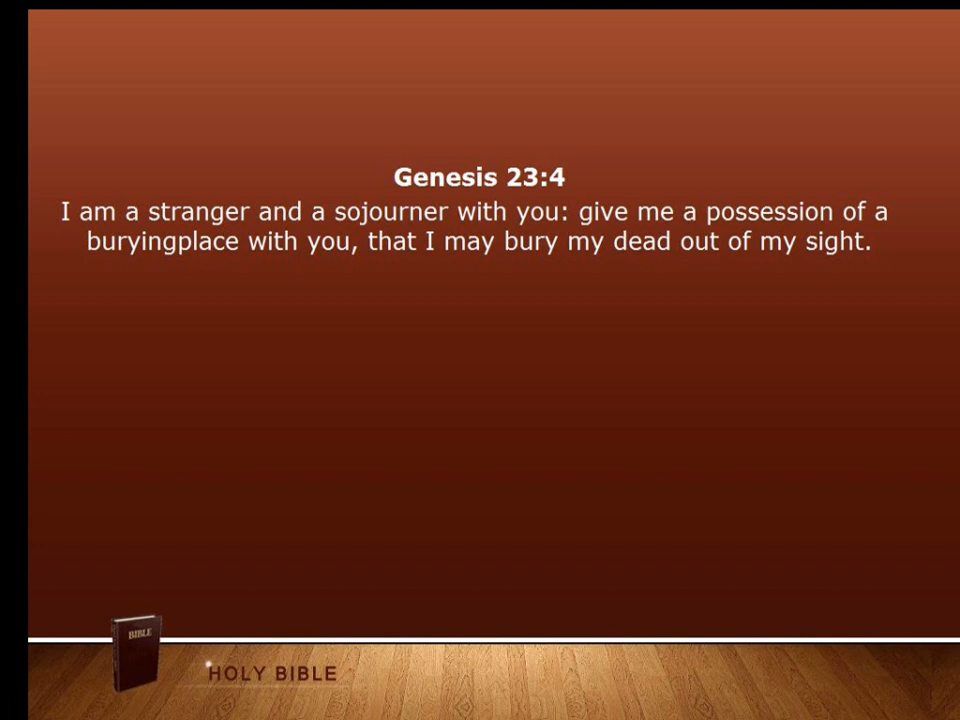 Genesis 23:4
I am a stranger and a sojourner with you: give me a possession of a
buryingplace with you, that I may bury my dead out of my sight.
BIBLE
HOLY BIBLE